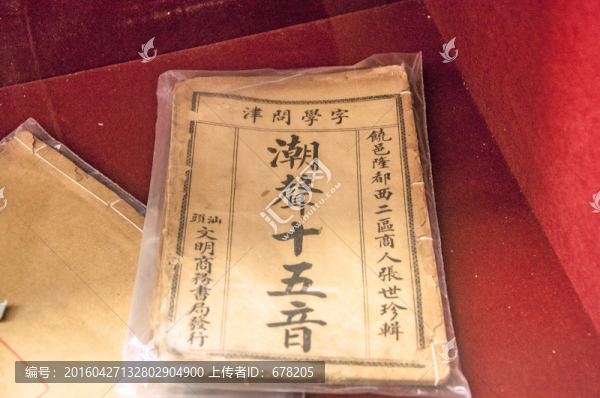 字學問津
饒邑隆都西二區商人張世珍輯
潮聲十五音
汕頭文明商務書局發行
编号:20160427132802904900 上传者ID:678205